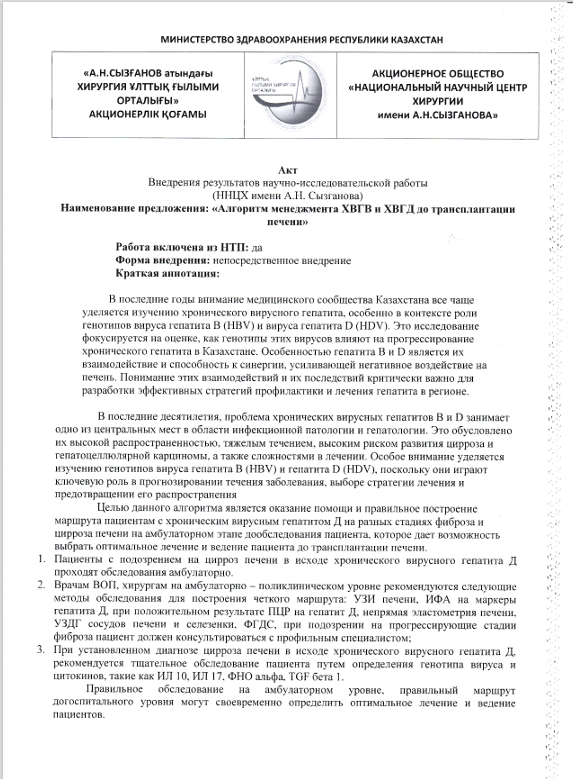 МИНИСТЕРСТВО ЗДРАВООХРАНЕНИЯ РЕСПУБЛИКИ КАЗАХСТАН
«А.Н.СЫЗҒАНОВ атындағы
ХИРУРГИЯ ҰЛТТЫҚ ҒЫЛЫМИ
ОРТАЛЫҒЫ»
АКЦИОНЕРЛІК ҚОҒАМЫ
АКЦИОНЕРНОЕ ОБЩЕСТВО
«НАЦИОНАЛЬНЫЙ НАУЧНЫЙ ЦЕНТР
ХИРУРГИИ
имени А.Н.СЫЗГАНОВА»
Акт
Внедрения результатов научно-исследовательской работы
(ННЦХ имени А.Н. Сызганова)
Наименование предложения: «Алгоритм менеджмента ХВГВ и ХВГД до трансплантации
печени»
Работа включена из НТП: да
Форма внедрения: непосредственное внедрение
Краткая аннотация:
В последние годы внимание медицинского сообщества Казахстана все чаще
уделяется изучению хронического вирусного гепатита, особенно в контексте роли
генотипов вируса гепатита B (HBV) и вируса гепатита D (HDV). Это исследование
фокусируется на оценке, как генотипы этих вирусов влияют на прогрессирование
хронического гепатита в Казахстане. Особенностью гепатита B и D является их
взаимодействие и способность к синергии, усиливающей негативное воздействие на
печень. Понимание этих взаимодействий и их последствий критически важно для
разработки эффективных стратегий профилактики и лечения гепатита в регионе.
В последние десятилетия, проблема хронических вирусных гепатитов B и D занимает
одно из центральных мест в области инфекционной патологии и гепатологии. Это обусловлено
их высокой распространенностью, тяжелым течением, высоким риском развития цирроза и
гепатоцеллюлярной карциномы, а также сложностями в лечении. Особое внимание уделяется
изучению генотипов вируса гепатита B (HBV) и гепатита D (HDV), поскольку они играют
ключевую роль в прогнозировании течения заболевания, выборе стратегии лечения и
предотвращении его распространения
Целью данного алгоритма является оказание помощи и правильное построение
маршрута пациентам с хроническим вирусным гепатитом Д на разных стадиях фиброза и
цирроза печени на амбулаторном этапе дообследования пациента, которое дает возможность
выбрать оптимальное лечение и ведение пациента до трансплантации печени.
1. Пациенты с подозрением на цирроз печени в исходе хронического вирусного гепатита Д
проходят обследования амбулаторно.
2. Врачам ВОП, хирургам на амбулаторно – поликлиническом уровне рекомендуются следующие
методы обследования для построения четкого маршрута: УЗИ печени, ИФА на маркеры
гепатита Д, при положительном результате ПЦР на гепатит Д, непрямая эластометрия печени,
УЗДГ сосудов печени и селезенки, ФГДС, при подозрении на прогрессирующие стадии
фиброза пациент должен консультироваться с профильным специалистом;
3. При установленном диагнозе цирроза печени в исходе хронического вирусного гепатита Д,
рекомендуется тщательное обследование пациента путем определения генотипа вируса и
цитокинов, такие как ИЛ 10, ИЛ 17, ФНО альфа, TGF бета 1.
Правильное обследование на амбулаторном уровне, правильный маршрут
догоспитального уровня могут своевременно определить оптимальное лечение и ведение
пациентов.